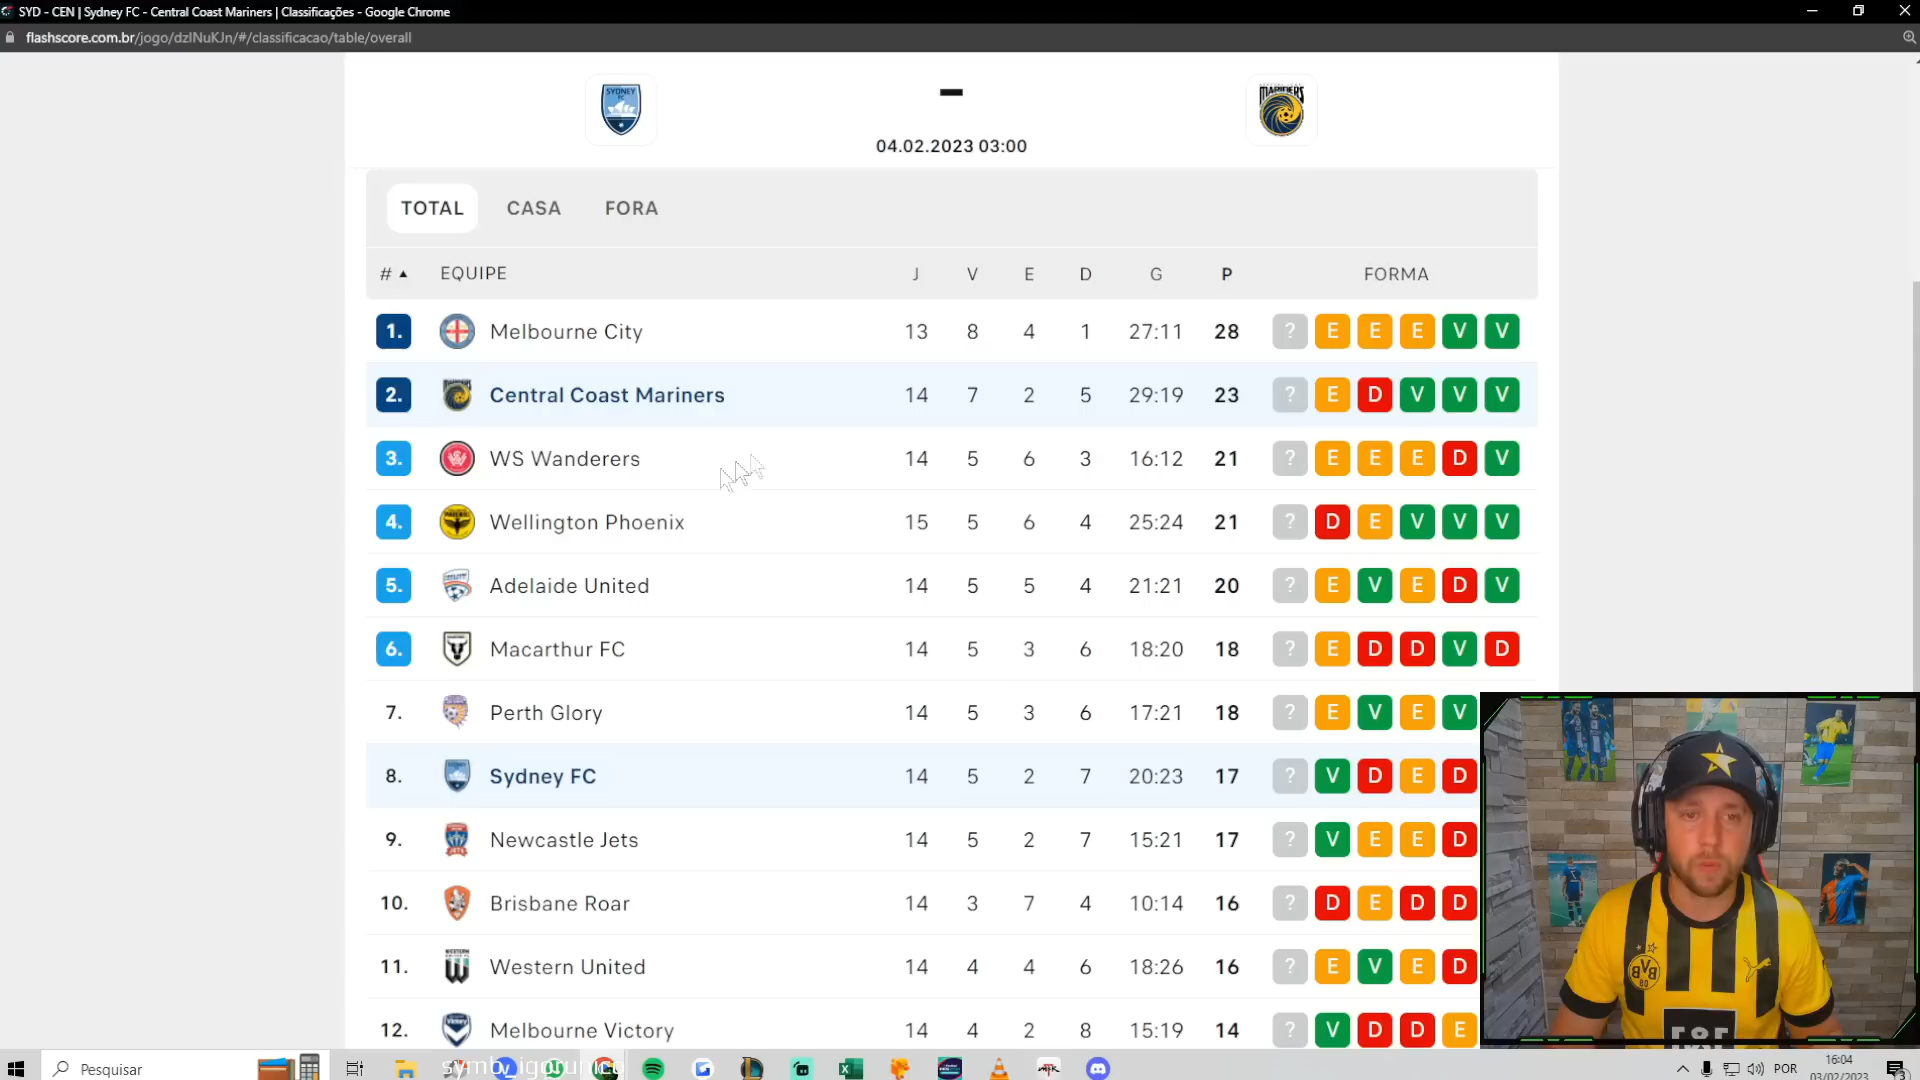 SYD - CEN | Sydney FC - Central Coast Mariners | Classificações - Google Chrome
flashscore.com.br/jogo/dzlNuKJn/#/classificacao/table/overall
SYDNEY FC
MARINERS
04.02.2023 03:00
TOTAL CASA FORA
# EQUIPE J V E D G P FORMA
1. Melbourne City 13 8 4 1 27:11 28 ? E E E V V
2. Central Coast Mariners 14 7 2 5 29:19 23 ? E D V V V
3. WS Wanderers 14 5 6 3 16:12 21 ? E E E D V
4. Wellington Phoenix 15 5 6 4 25:24 21 ? D E V V V
5. Adelaide United 14 5 5 4 21:21 20 ? E V E D V
6. Macarthur FC 14 5 3 6 18:20 18 ? E D D V D
7. Perth Glory 14 5 3 6 17:21 18 ? E V E V
8. Sydney FC 14 5 2 7 20:23 17 ? V D E D
9. Newcastle Jets 14 5 2 7 15:21 17 ? V E E D
10. Brisbane Roar 14 3 7 4 10:14 16 ? D E D D
11. Western United 14 4 4 6 18:26 16 ? E V E D
12. Melbourne Victory 14 4 2 8 15:19 14 ? V D D E
BVB
09
Pesquisar
POR
16:04
03/02/2023